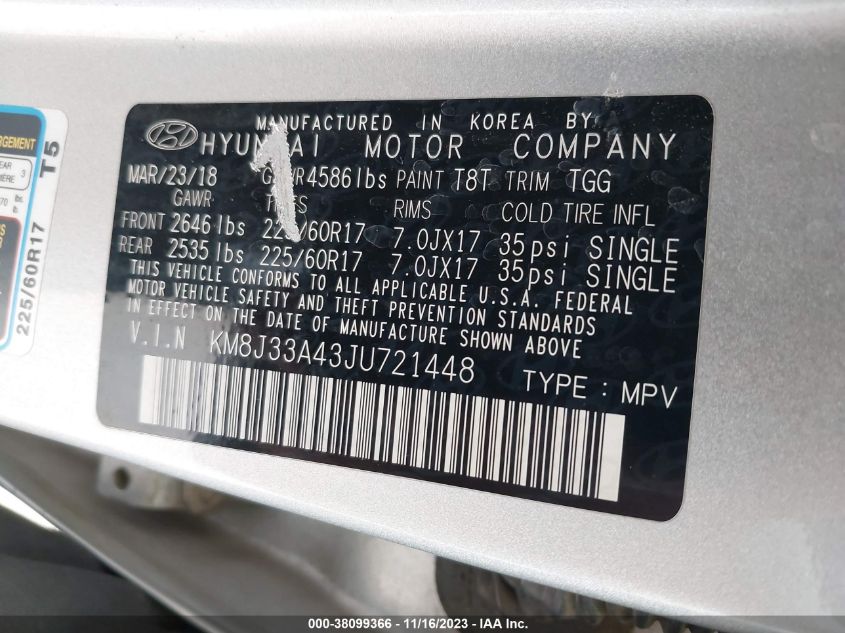 MANUFACTURED IN KOREA BY:
HYUNDAI MOTOR COMPANY
MAR/23/18 GVWR 4586 lbs PAINT T8T TRIM TGG
GAWR TIRES RIMS COLD TIRE INFL
FRONT 2646 lbs 225/60R17 7.0JX17 35psi SINGLE
REAR 2535 lbs 225/60R17 7.0JX17 35psi SINGLE
THIS VEHICLE CONFORMS TO ALL APPLICABLE U.S.A. FEDERAL
MOTOR VEHICLE SAFETY AND THEFT PREVENTION STANDARDS
IN EFFECT ON THE DATE OF MANUFACTURE SHOWN ABOVE
V.I.N KM8J33A43JU721448 TYPE : MPV
225/60R17 T5
000-38099366 - 11/16/2023 - IAA Inc.